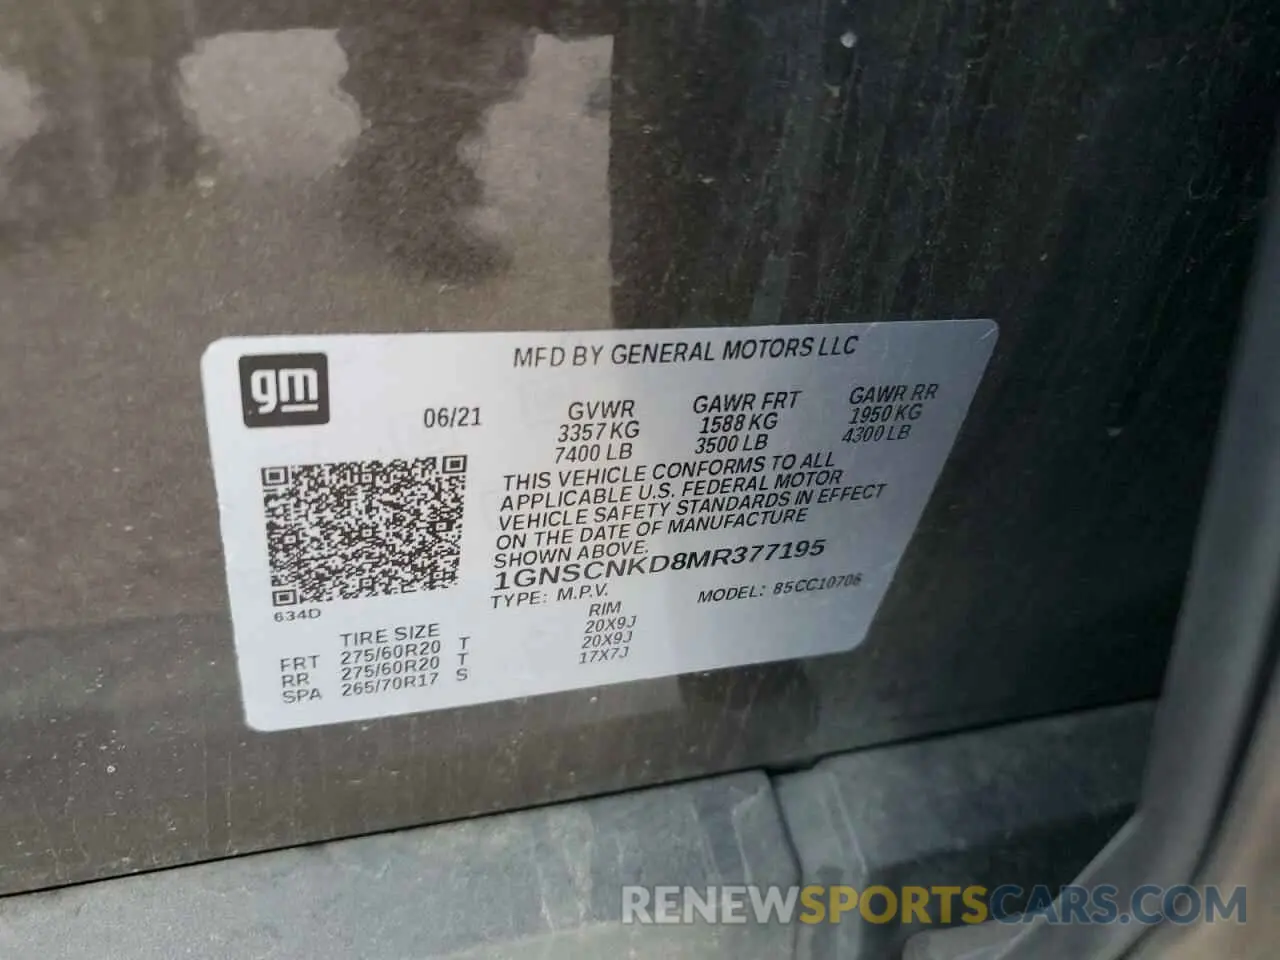 MFD BY GENERAL MOTORS LLC
gm
06/21
GVWR GAWR FRT GAWR RR
3357 KG 1588 KG 1950 KG
7400 LB 3500 LB 4300 LB
THIS VEHICLE CONFORMS TO ALL
APPLICABLE U.S. FEDERAL MOTOR
VEHICLE SAFETY STANDARDS IN EFFECT
ON THE DATE OF MANUFACTURE
SHOWN ABOVE.
1GNSCNKD8MR377195
TYPE: M.P.V. MODEL: 85CC10706
634D
TIRE SIZE RIM
FRT 275/60R20 T 20X9J
RR 275/60R20 T 20X9J
SPA 265/70R17 S 17X7J
RENEWSPORTSCARS.COM